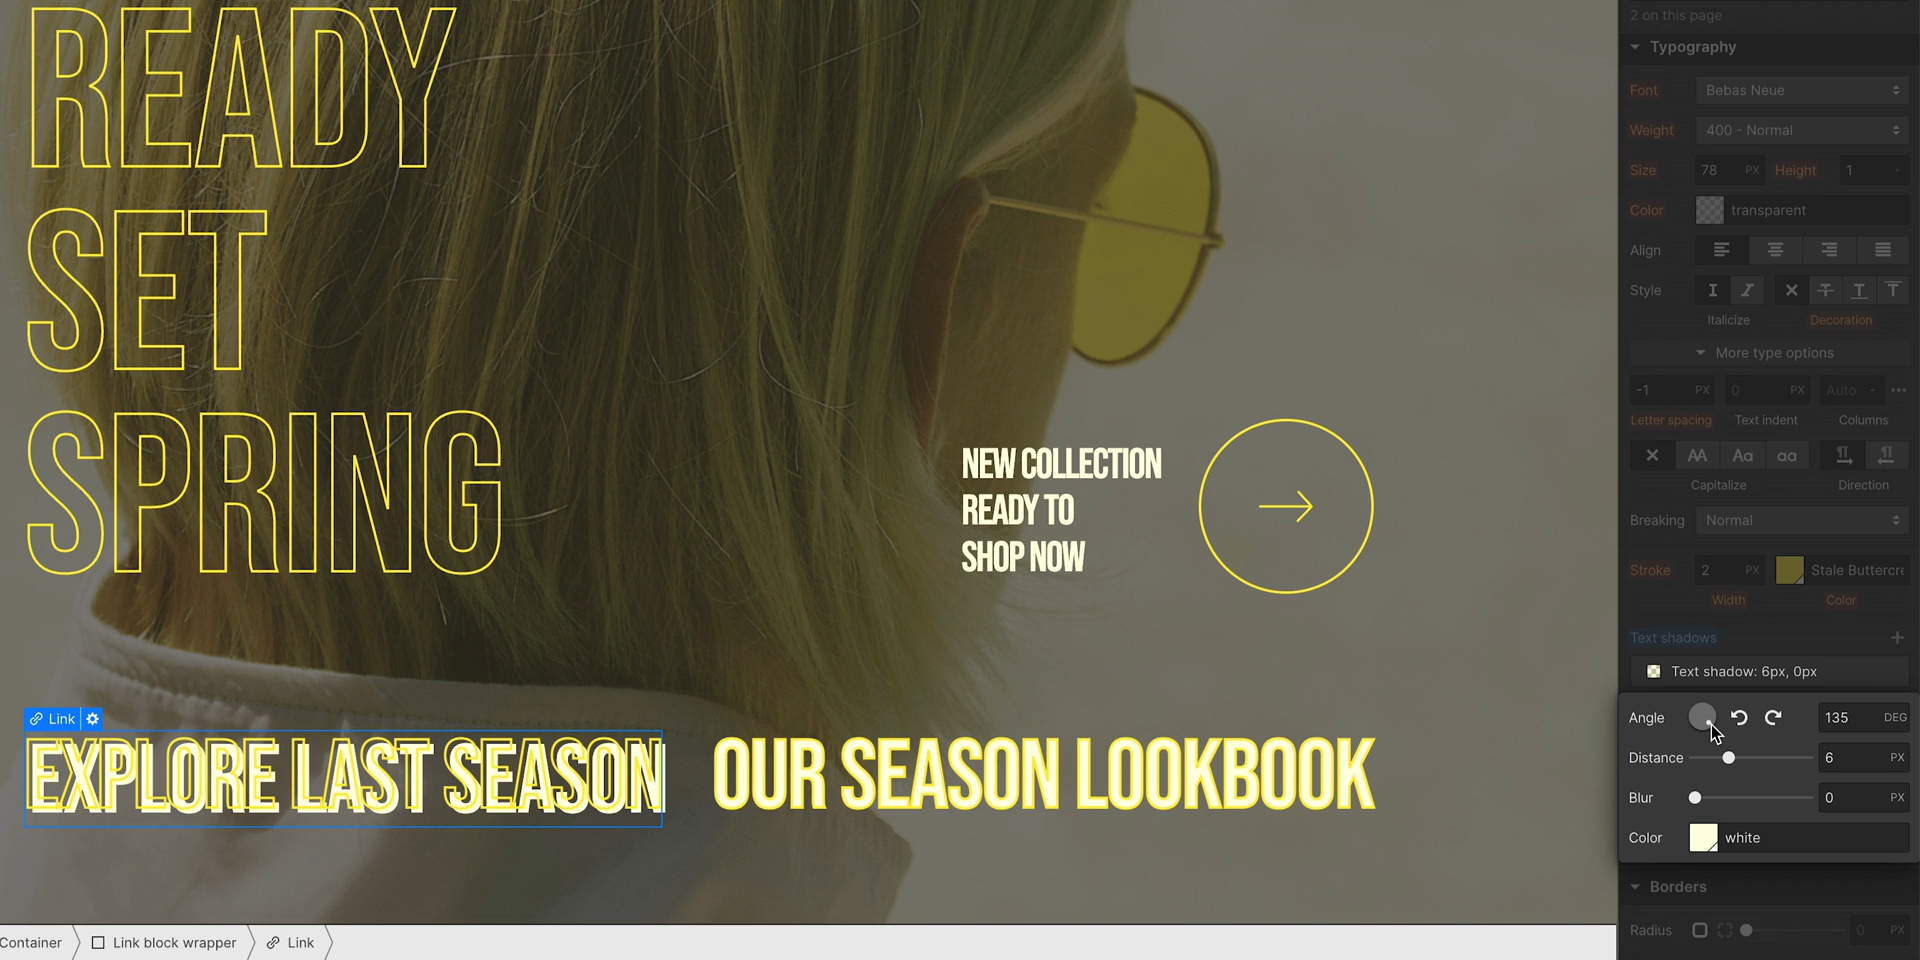 READY
SET
SPRING
NEW COLLECTION
READY TO
SHOP NOW
Link
EXPLORE LAST SEASON
OUR SEASON LOOKBOOK
Container
Link block wrapper
Link
2 on this page
Typography
Font Bebas Neue
Weight 400 - Normal
Size 78 PX Height 1 -
Color transparent
Align
Style
Italicize Decoration
More type options
-1 PX 0 PX Auto -
Letter spacing Text indent Columns
AA Aa aa
Capitalize Direction
Breaking Normal
Stroke 2 PX Stale Buttercre
Width Color
Text shadows
Text shadow: 6px, 0px
Angle 135 DEG
Distance 6 PX
Blur 0 PX
Color white
Borders
Radius 0 PX